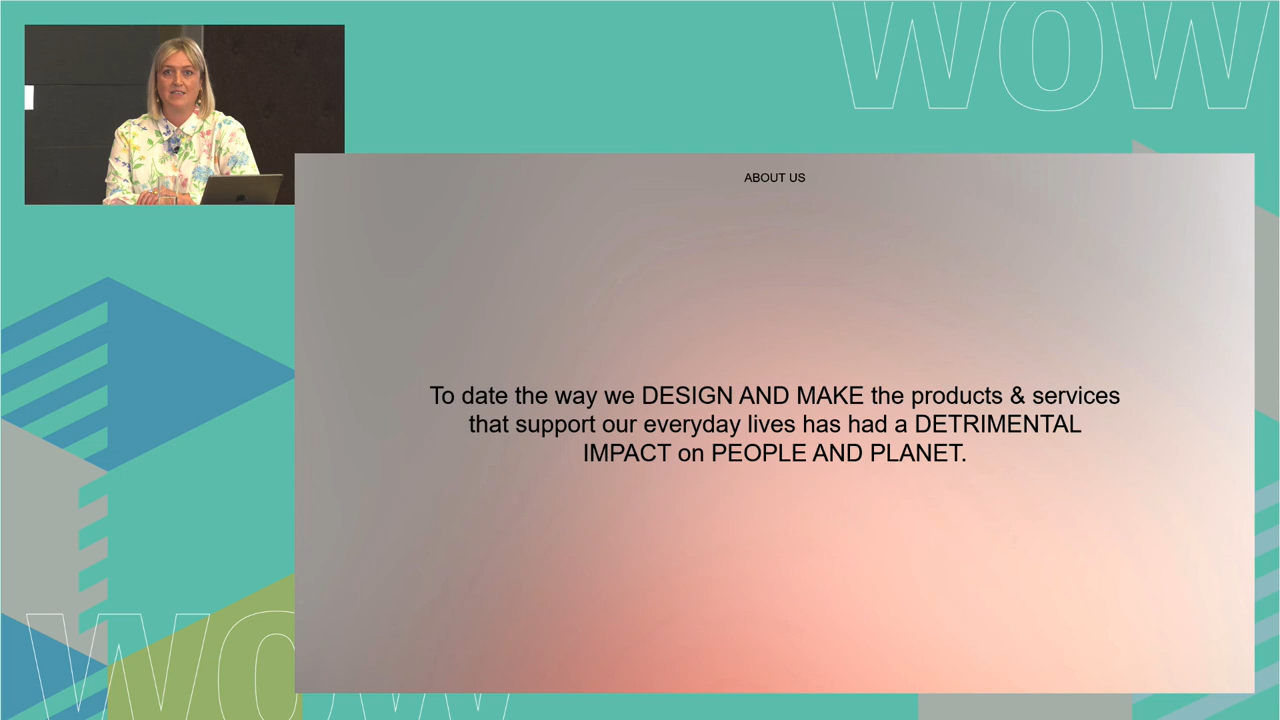 WOW
ABOUT US
To date the way we DESIGN AND MAKE the products & services
that support our everyday lives has had a DETRIMENTAL
IMPACT on PEOPLE AND PLANET.
WOW